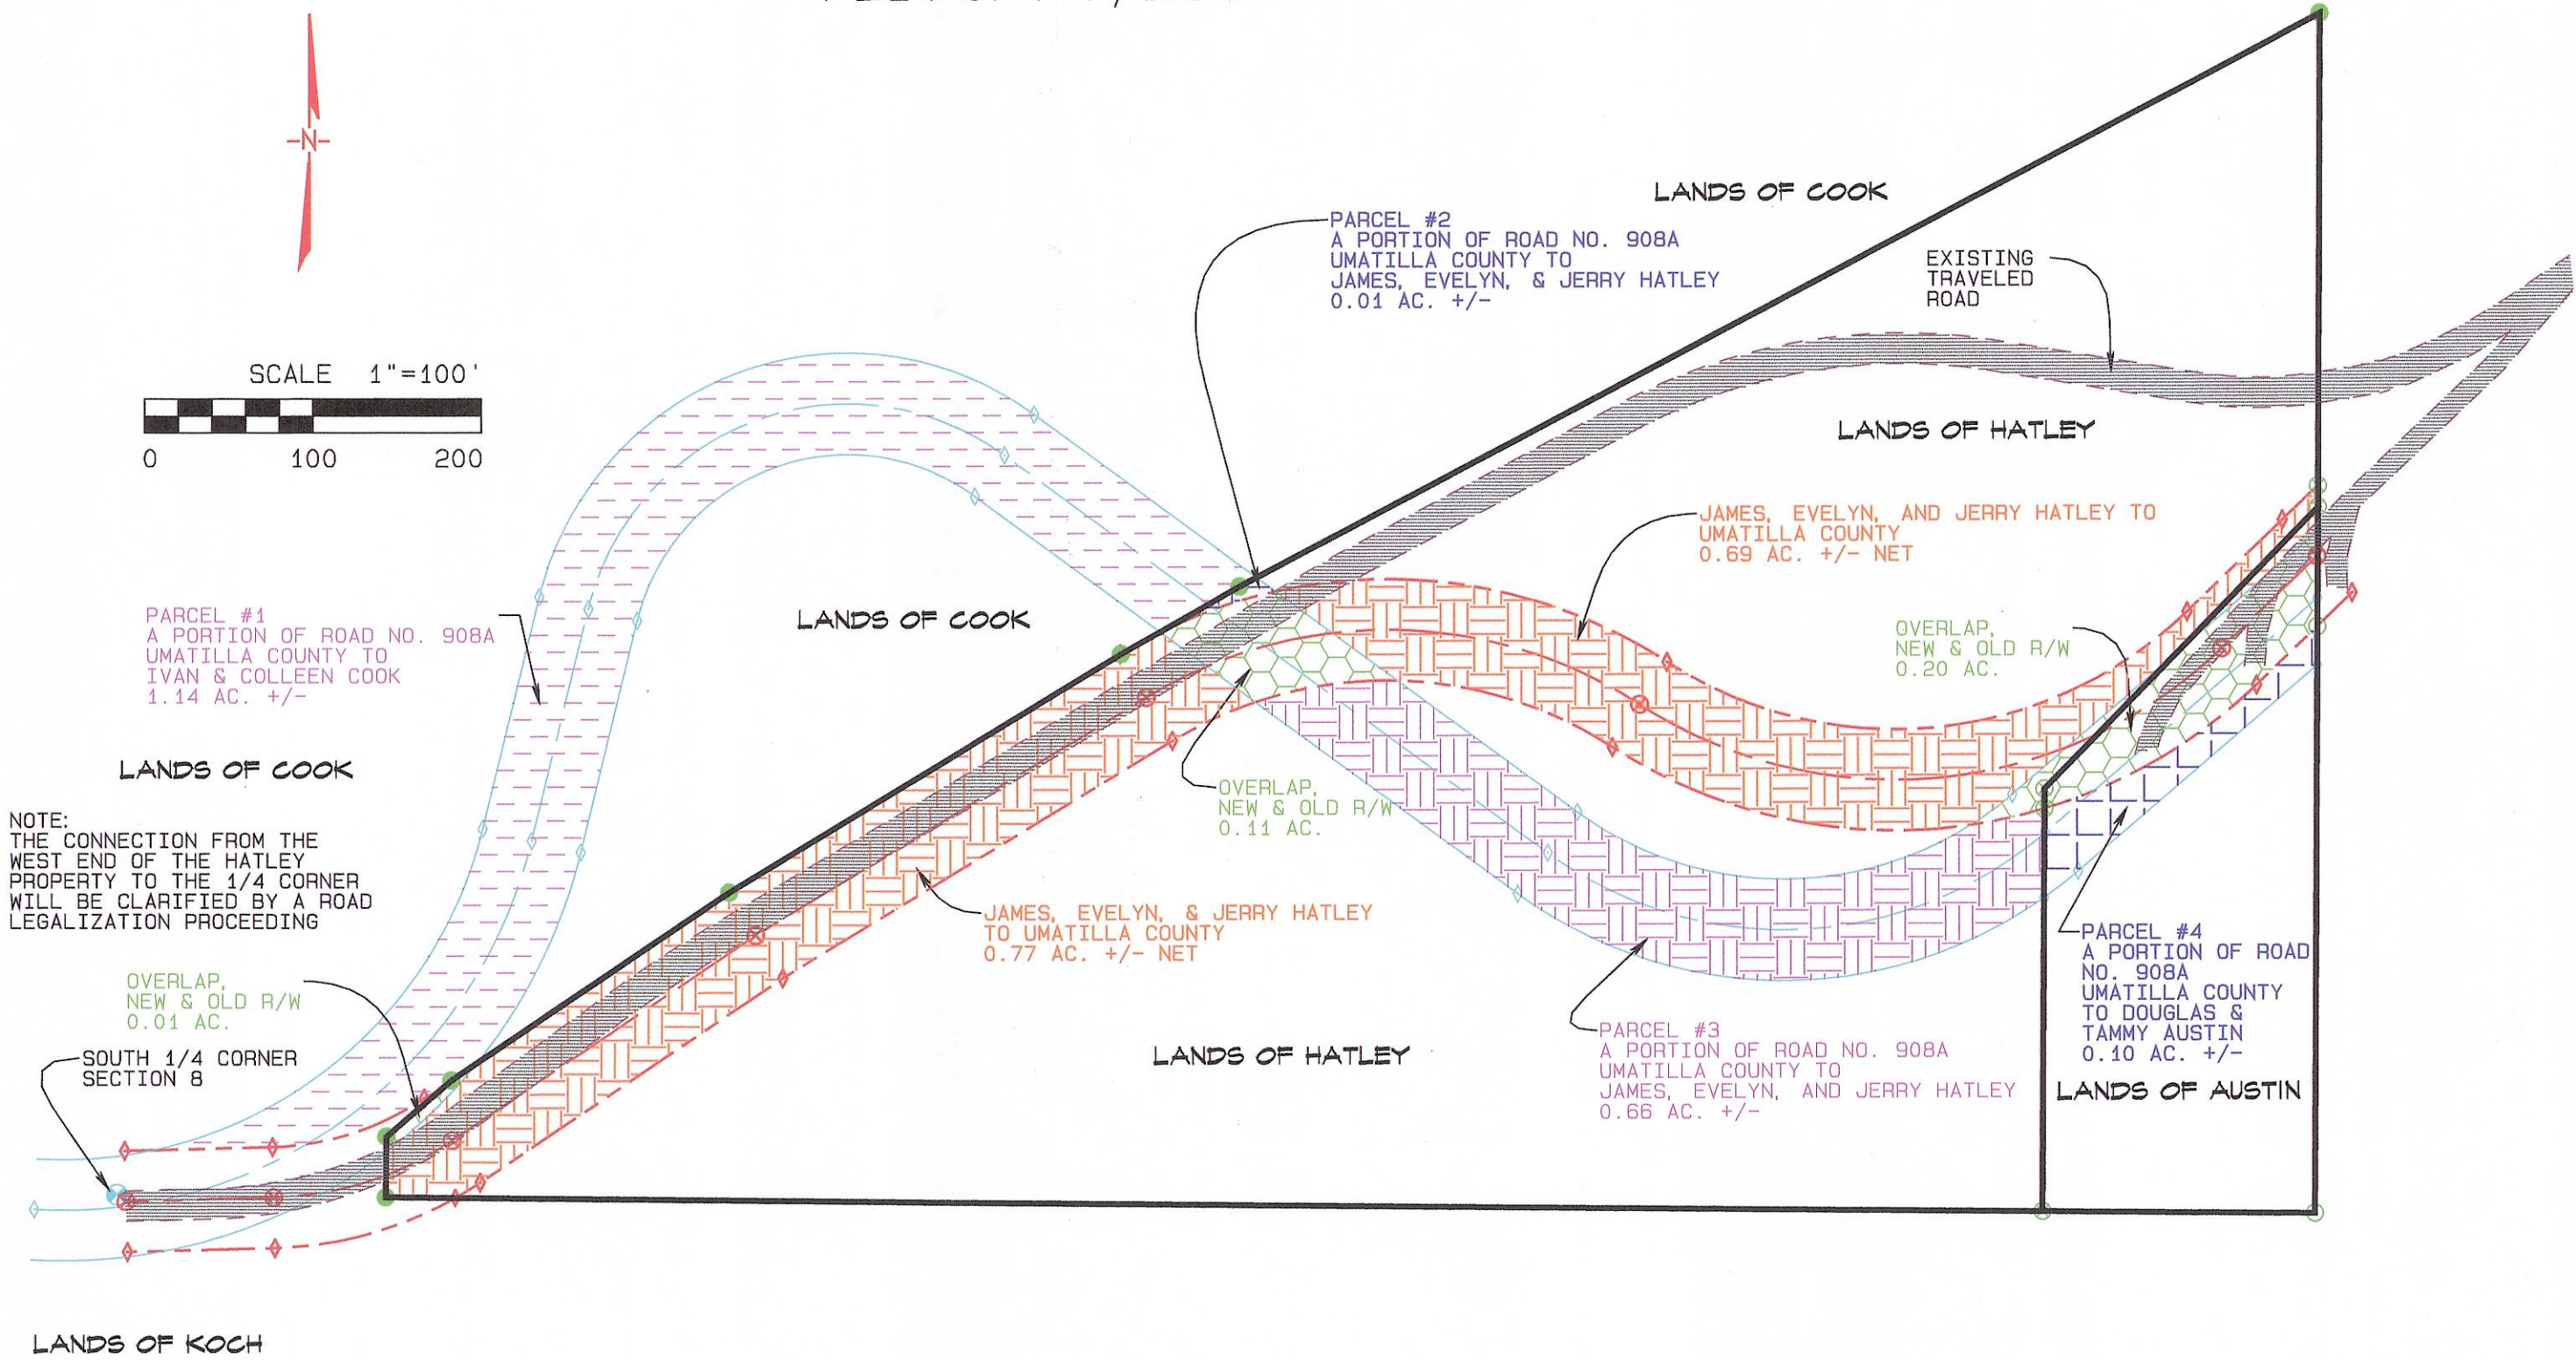 -N-
SCALE 1"=100'
0 100 200
LANDS OF COOK
PARCEL #2
A PORTION OF ROAD NO. 908A
UMATILLA COUNTY TO
JAMES, EVELYN, & JERRY HATLEY
0.01 AC. +/-
EXISTING
TRAVELED
ROAD
LANDS OF HATLEY
JAMES, EVELYN, AND JERRY HATLEY TO
UMATILLA COUNTY
0.69 AC. +/- NET
PARCEL #1
A PORTION OF ROAD NO. 908A
UMATILLA COUNTY TO
IVAN & COLLEEN COOK
1.14 AC. +/-
LANDS OF COOK
OVERLAP,
NEW & OLD R/W
0.20 AC.
LANDS OF COOK
NOTE:
THE CONNECTION FROM THE
WEST END OF THE HATLEY
PROPERTY TO THE 1/4 CORNER
WILL BE CLARIFIED BY A ROAD
LEGALIZATION PROCEEDING
OVERLAP,
NEW & OLD R/W
0.11 AC.
JAMES, EVELYN, & JERRY HATLEY
TO UMATILLA COUNTY
0.77 AC. +/- NET
OVERLAP,
NEW & OLD R/W
0.01 AC.
SOUTH 1/4 CORNER
SECTION 8
LANDS OF HATLEY
PARCEL #3
A PORTION OF ROAD NO. 908A
UMATILLA COUNTY TO
JAMES, EVELYN, AND JERRY HATLEY
0.66 AC. +/-
PARCEL #4
A PORTION OF ROAD
NO. 908A
UMATILLA COUNTY
TO DOUGLAS &
TAMMY AUSTIN
0.10 AC. +/-
LANDS OF AUSTIN
LANDS OF KOCH